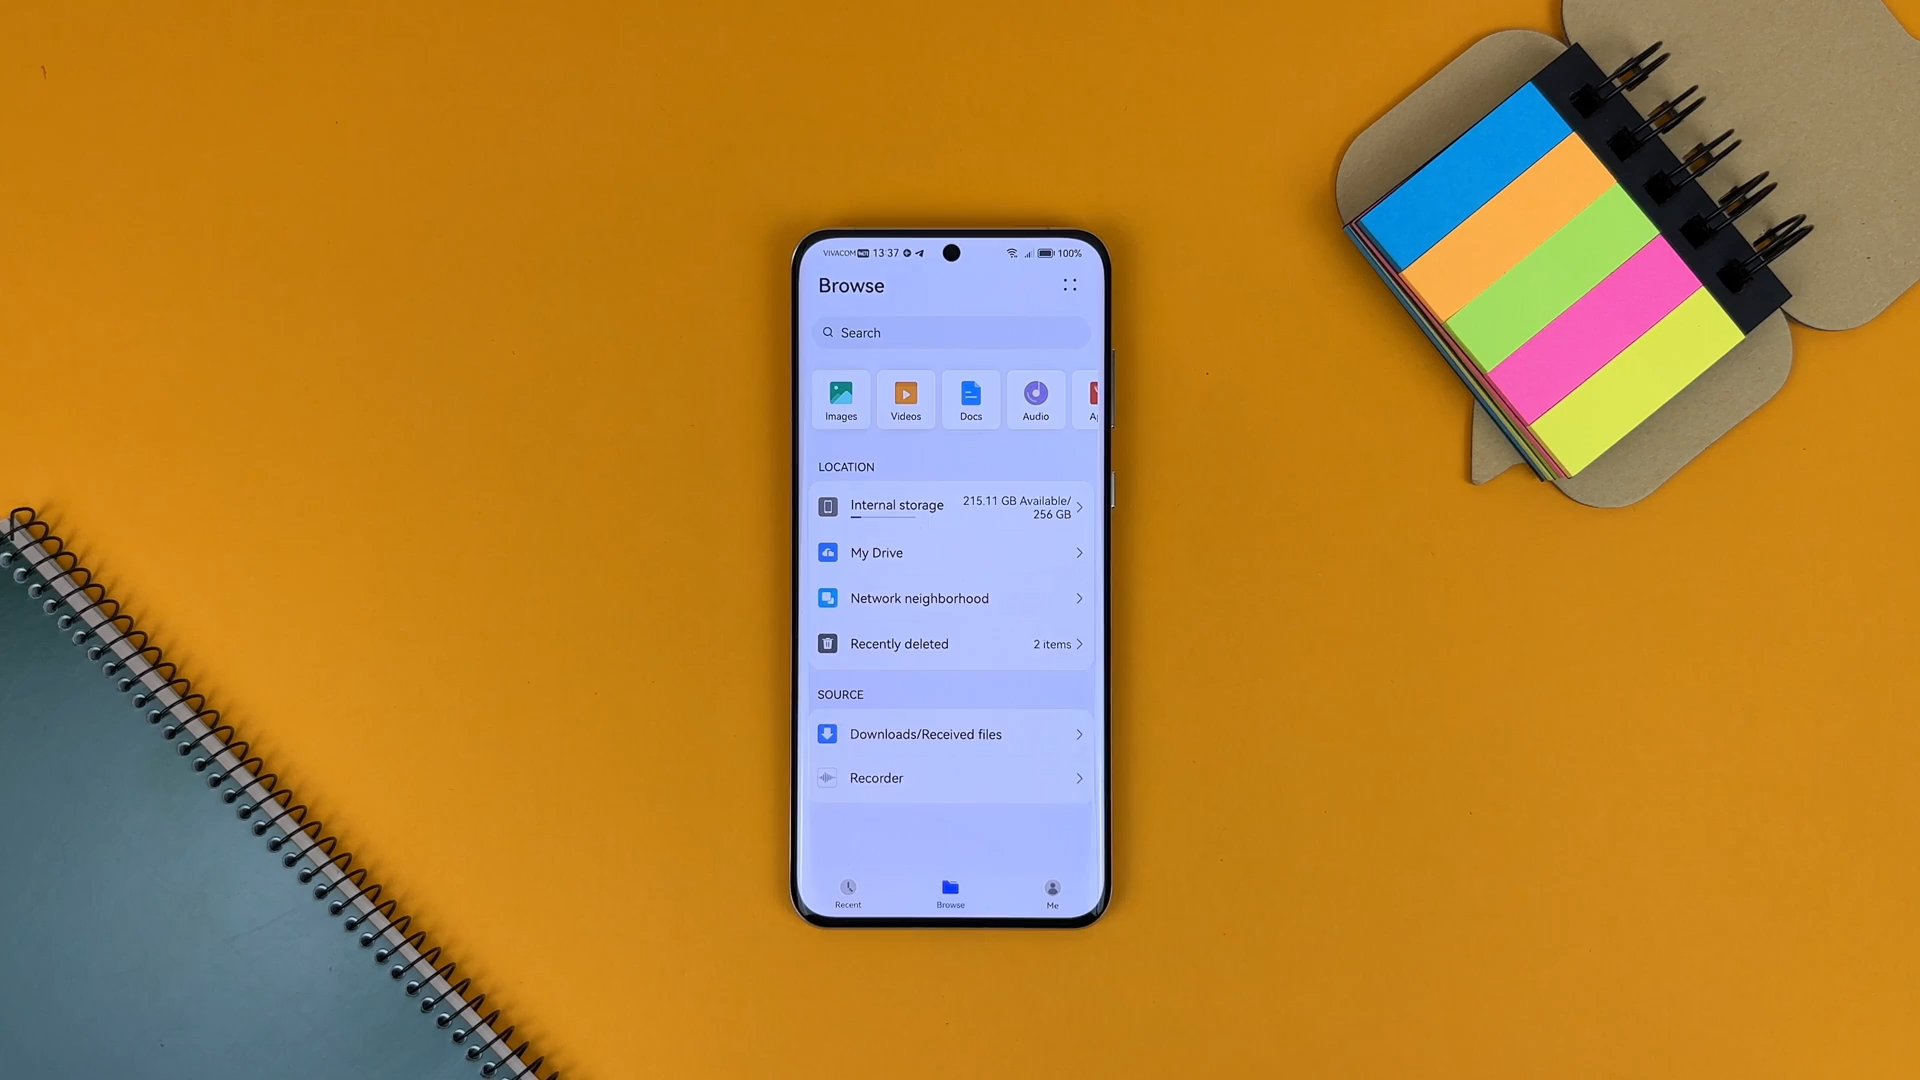 VIVACOM 13:37 100%
Browse
Search
Images Videos Docs Audio
LOCATION
Internal storage 215.11 GB Available/
256 GB
My Drive
Network neighborhood
Recently deleted 2 items
SOURCE
Downloads/Received files
Recorder
Recent Browse Me